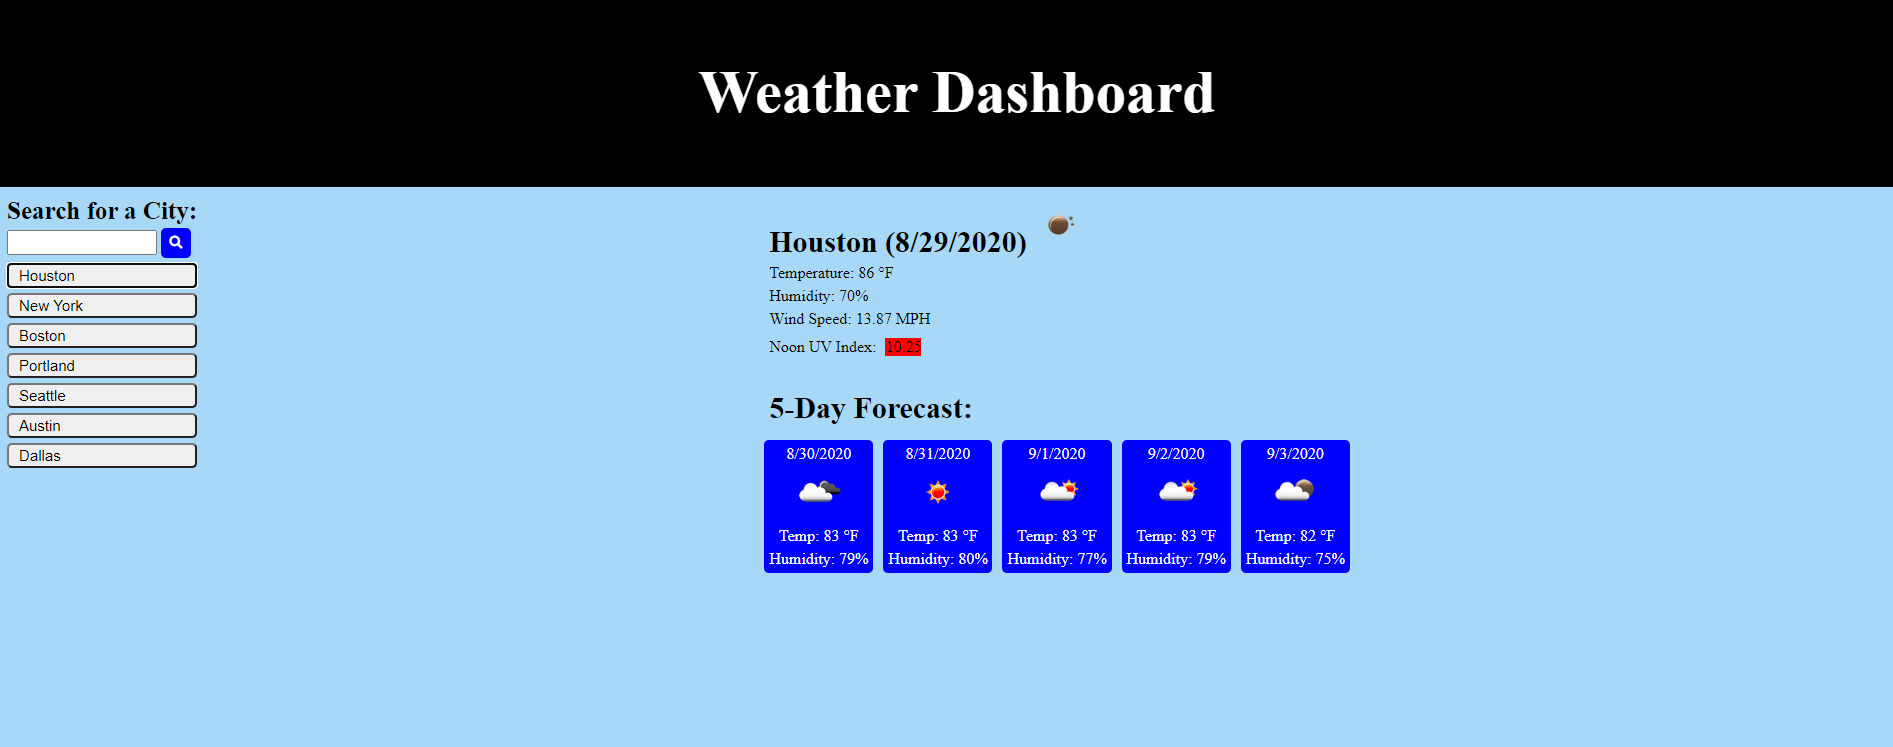 Weather Dashboard
Search for a City:
Houston
New York
Boston
Portland
Seattle
Austin
Dallas
Houston (8/29/2020)
Temperature: 86 °F
Humidity: 70%
Wind Speed: 13.87 MPH
Noon UV Index: 10.25
5-Day Forecast:
8/30/2020
Temp: 83 °F
Humidity: 79%
8/31/2020
Temp: 83 °F
Humidity: 80%
9/1/2020
Temp: 83 °F
Humidity: 77%
9/2/2020
Temp: 83 °F
Humidity: 79%
9/3/2020
Temp: 82 °F
Humidity: 75%